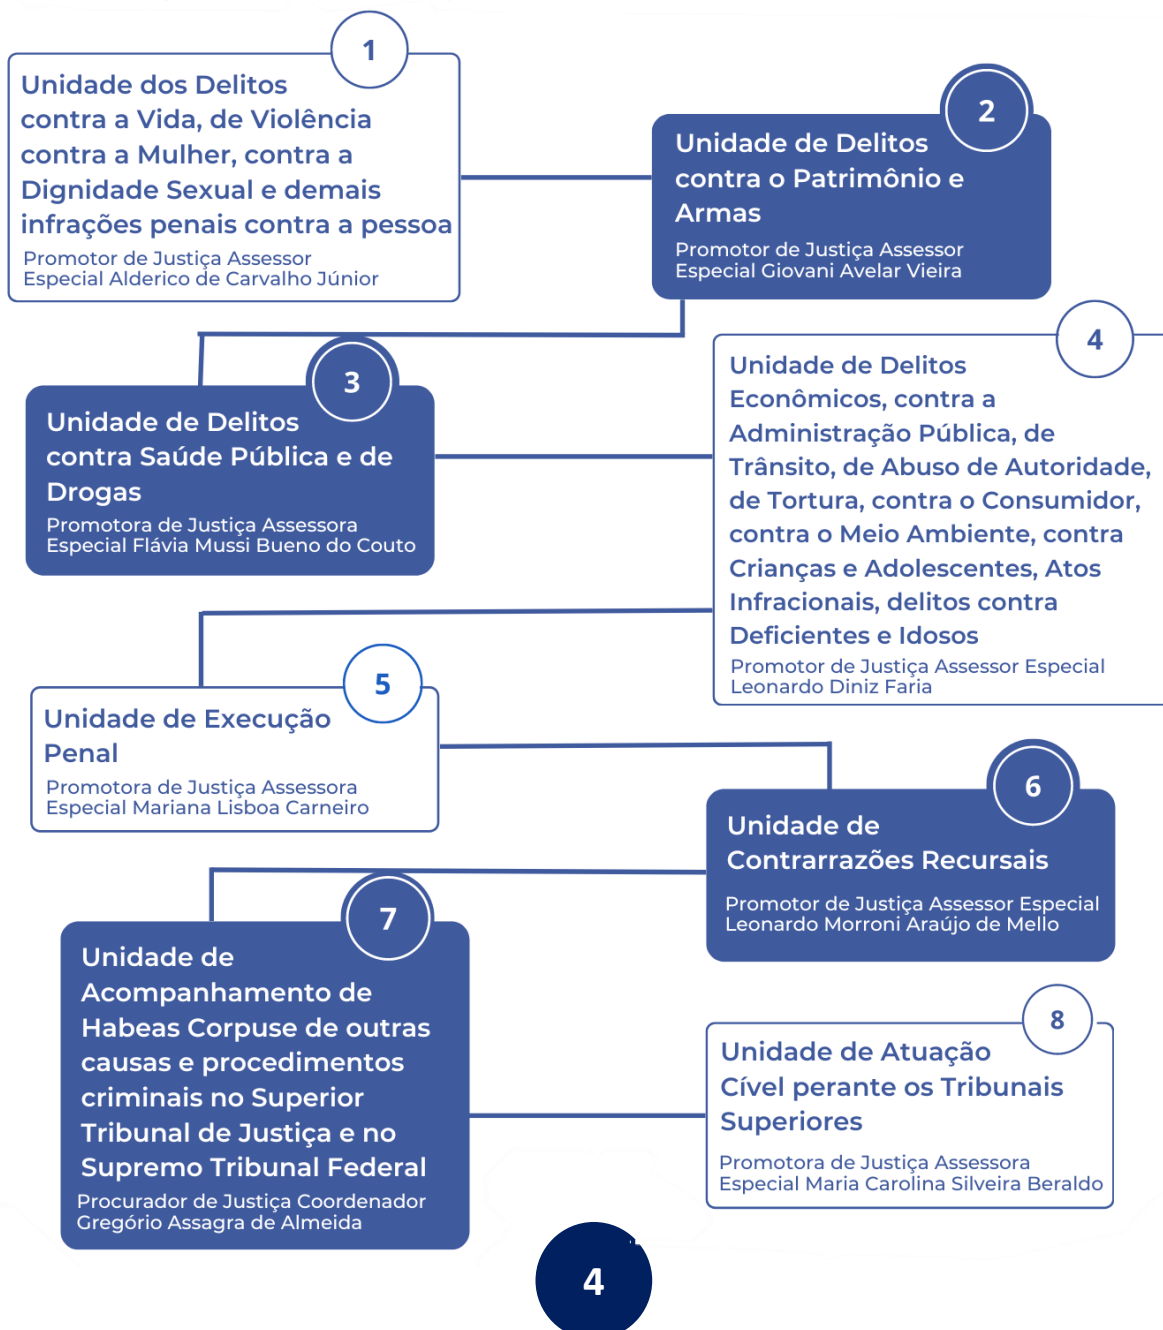 1
Unidade dos Delitos
contra a Vida, de Violência
contra a Mulher, contra a
Dignidade Sexual e demais
infrações penais contra a pessoa
Promotor de Justiça Assessor
Especial Alderico de Carvalho Júnior
2
Unidade de Delitos
contra o Patrimônio e
Armas
Promotor de Justiça Assessor
Especial Giovani Avelar Vieira
3
Unidade de Delitos
contra Saúde Pública e de
Drogas
Promotora de Justiça Assessora
Especial Flávia Mussi Bueno do Couto
4
Unidade de Delitos
Econômicos, contra a
Administração Pública, de
Trânsito, de Abuso de Autoridade,
de Tortura, contra o Consumidor,
contra o Meio Ambiente, contra
Crianças e Adolescentes, Atos
Infracionais, delitos contra
Deficientes e Idosos
Promotor de Justiça Assessor Especial
Leonardo Diniz Faria
5
Unidade de Execução
Penal
Promotora de Justiça Assessora
Especial Mariana Lisboa Carneiro
6
Unidade de
Contrarrazões Recursais
Promotor de Justiça Assessor Especial
Leonardo Morroni Araújo de Mello
7
Unidade de
Acompanhamento de
Habeas Corpuse de outras
causas e procedimentos
criminais no Superior
Tribunal de Justiça e no
Supremo Tribunal Federal
Procurador de Justiça Coordenador
Gregório Assagra de Almeida
8
Unidade de Atuação
Cível perante os Tribunais
Superiores
Promotora de Justiça Assessora
Especial Maria Carolina Silveira Beraldo
4